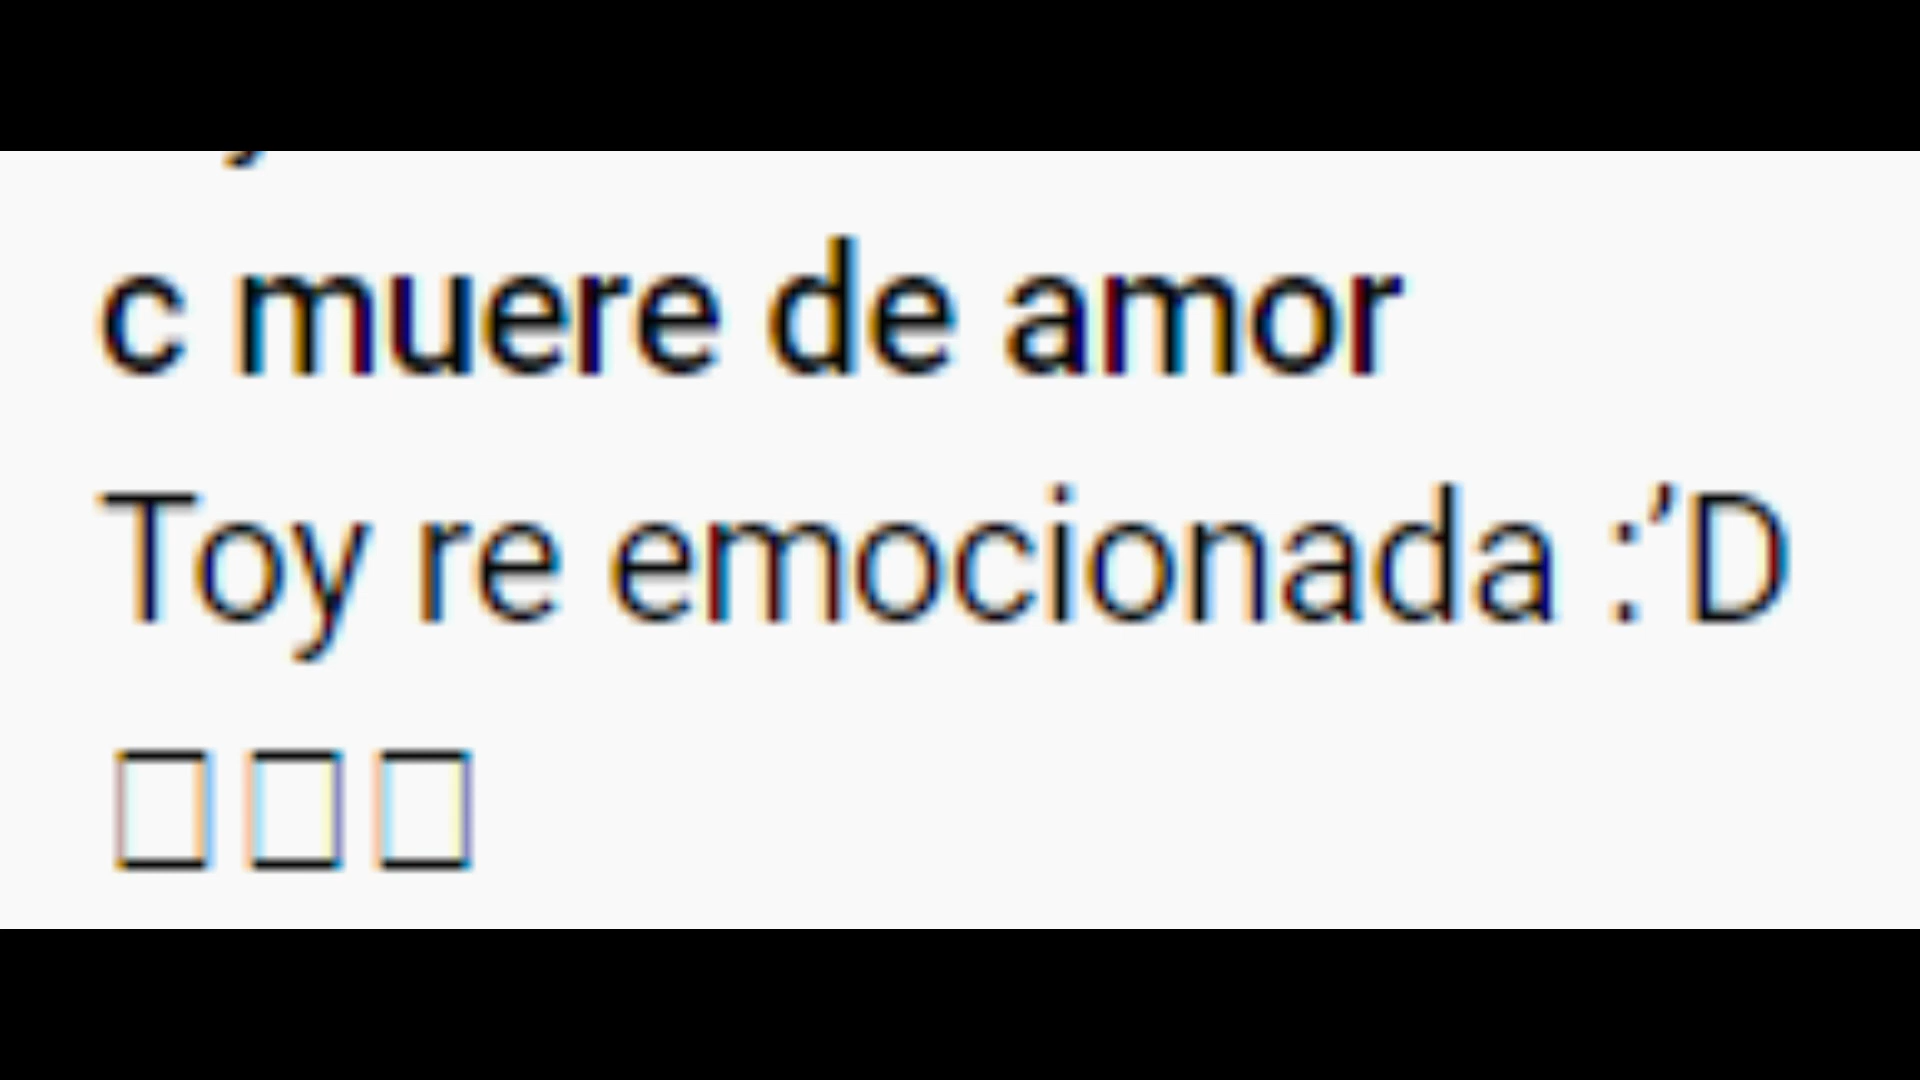 c muere de amor
Toy re emocionada :’D
□□□